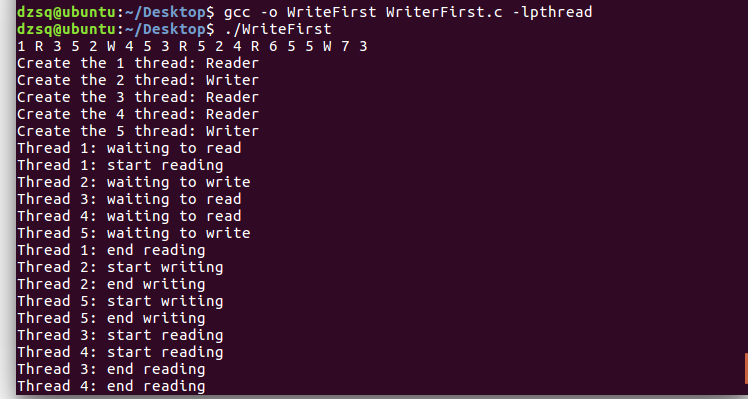 dzsq@ubuntu:~/Desktop$ gcc -o WriteFirst WriterFirst.c -lpthread
dzsq@ubuntu:~/Desktop$ ./WriteFirst
1 R 3 5 2 W 4 5 3 R 5 2 4 R 6 5 5 W 7 3
Create the 1 thread: Reader
Create the 2 thread: Writer
Create the 3 thread: Reader
Create the 4 thread: Reader
Create the 5 thread: Writer
Thread 1: waiting to read
Thread 1: start reading
Thread 2: waiting to write
Thread 3: waiting to read
Thread 4: waiting to read
Thread 5: waiting to write
Thread 1: end reading
Thread 2: start writing
Thread 2: end writing
Thread 5: start writing
Thread 5: end writing
Thread 3: start reading
Thread 4: start reading
Thread 3: end reading
Thread 4: end reading